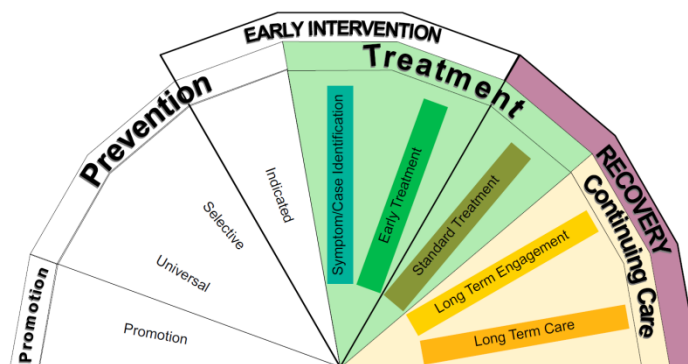 EARLY INTERVENTION
Prevention
Treatment
RECOVERY
Continuing Care
Promotion
Promotion
Universal
Selective
Indicated
Symptom/Case Identification
Early Treatment
Standard Treatment
Long Term Engagement
Long Term Care